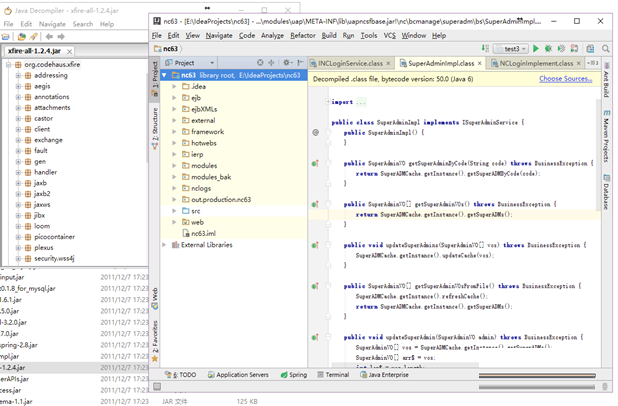 Java Decompiler - xfire-all-1.2.4.jar
File Edit Navigate Search Help
xfire-all-1.2.4.jar
org.codehaus.xfire
addressing
aegis
annotations
attachments
castor
client
exchange
fault
gen
handler
jaxb
jaxb2
jaxws
jibx
loom
picocontainer
plexus
security.wss4j
input.jar
0.1.8_for_mysql.jar
1.6.1.jar
5.0.jar
l-3.2.0.jar
7.0.jar
spring-2.8.jar
mpl.jar
-1.2.4.jar
erAPIs.jar
cess.jar
ema-1.1.jar
2011/12/7 17:23
2011/12/7 17:23
2011/12/7 17:23
2011/12/7 17:23
2011/12/7 17:23
2011/12/7 17:23
2011/12/7 17:23
2011/12/7 17:23
2011/12/7 17:23
2011/12/7 17:23
2011/12/7 17:23
JAR 文件 125 KB
nc63 - [E:\IdeaProjects\nc63] - ...\modules\uap\META-INF\lib\uapncsfbase.jar!\nc\bcmanage\superadm\bs\SuperAdminImpl....
File Edit View Navigate Code Analyze Refactor Build Run Tools VCS Window Help
nc63
test3
1: Project
2: Structure
Web
2: Favorites
Project
nc63 library root, E:\IdeaProjects\nc63
.idea
ejb
ejbXMLs
external
framework
hotwebs
ierp
modules
modules_bak
nclogs
out.production.nc63
src
web
nc63.iml
External Libraries
INCLoginService.class
SuperAdminImpl.class
NCLoginImplement.class
Decompiled .class file, bytecode version: 50.0 (Java 6)
Choose Sources...
import ...
public class SuperAdminImpl implements ISuperAdminService {
public SuperAdminImpl() {
}
public SuperAdminVO getSuperAdminByCode(String code) throws BusinessException {
return SuperADMCache.getInstance().getSuperADMByCode(code);
}
public SuperAdminVO[] getSuperAdminVOs() throws BusinessException {
return SuperADMCache.getInstance().getSuperADMs();
}
public void updateSuperAdmins(SuperAdminVO[] vos) throws BusinessException {
SuperADMCache.getInstance().updateCache(vos);
}
public SuperAdminVO[] getSuperAdminVOsFromFile() throws BusinessException {
SuperADMCache.getInstance().refreshCache();
return SuperADMCache.getInstance().getSuperADMs();
}
public void updateSuperAdmin(SuperAdminVO admin) throws BusinessException {
SuperAdminVO[] vos = SuperADMCache.getInstance().getSuperADMs();
SuperAdminVO[] arr$ = vos;
Ant Build
Maven Projects
Database
6: TODO
Application Servers
Spring
Terminal
Java Enterprise